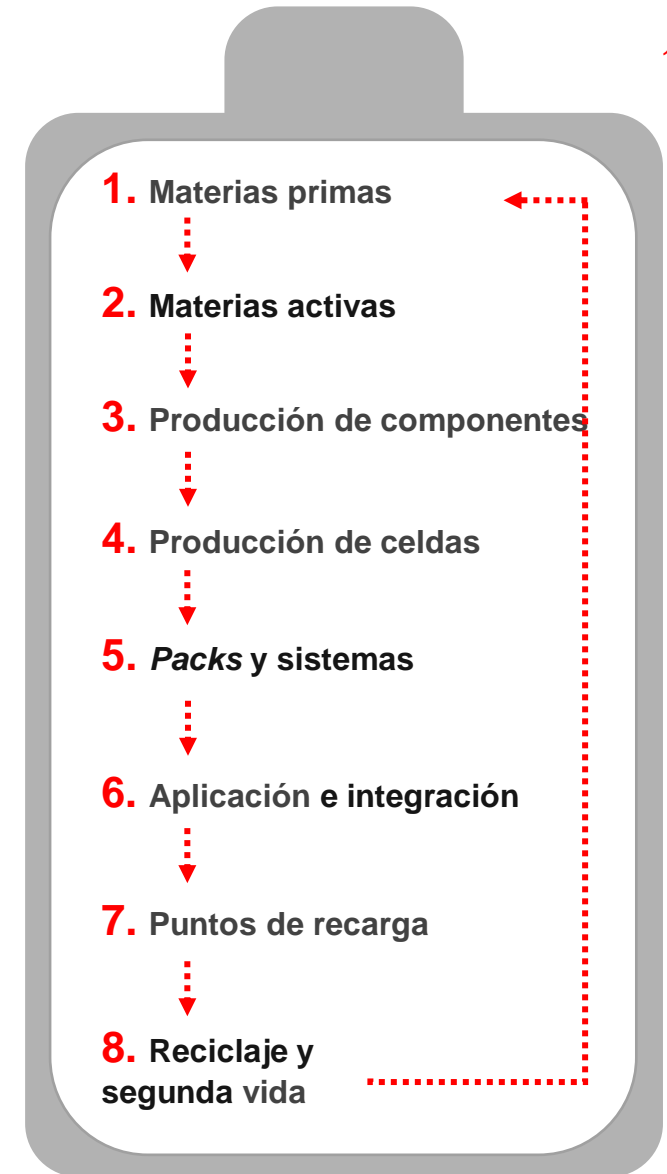 1. Materias primas
2. Materias activas
3. Producción de componentes
4. Producción de celdas
5. Packs y sistemas
6. Aplicación e integración
7. Puntos de recarga
8. Reciclaje y
segunda vida